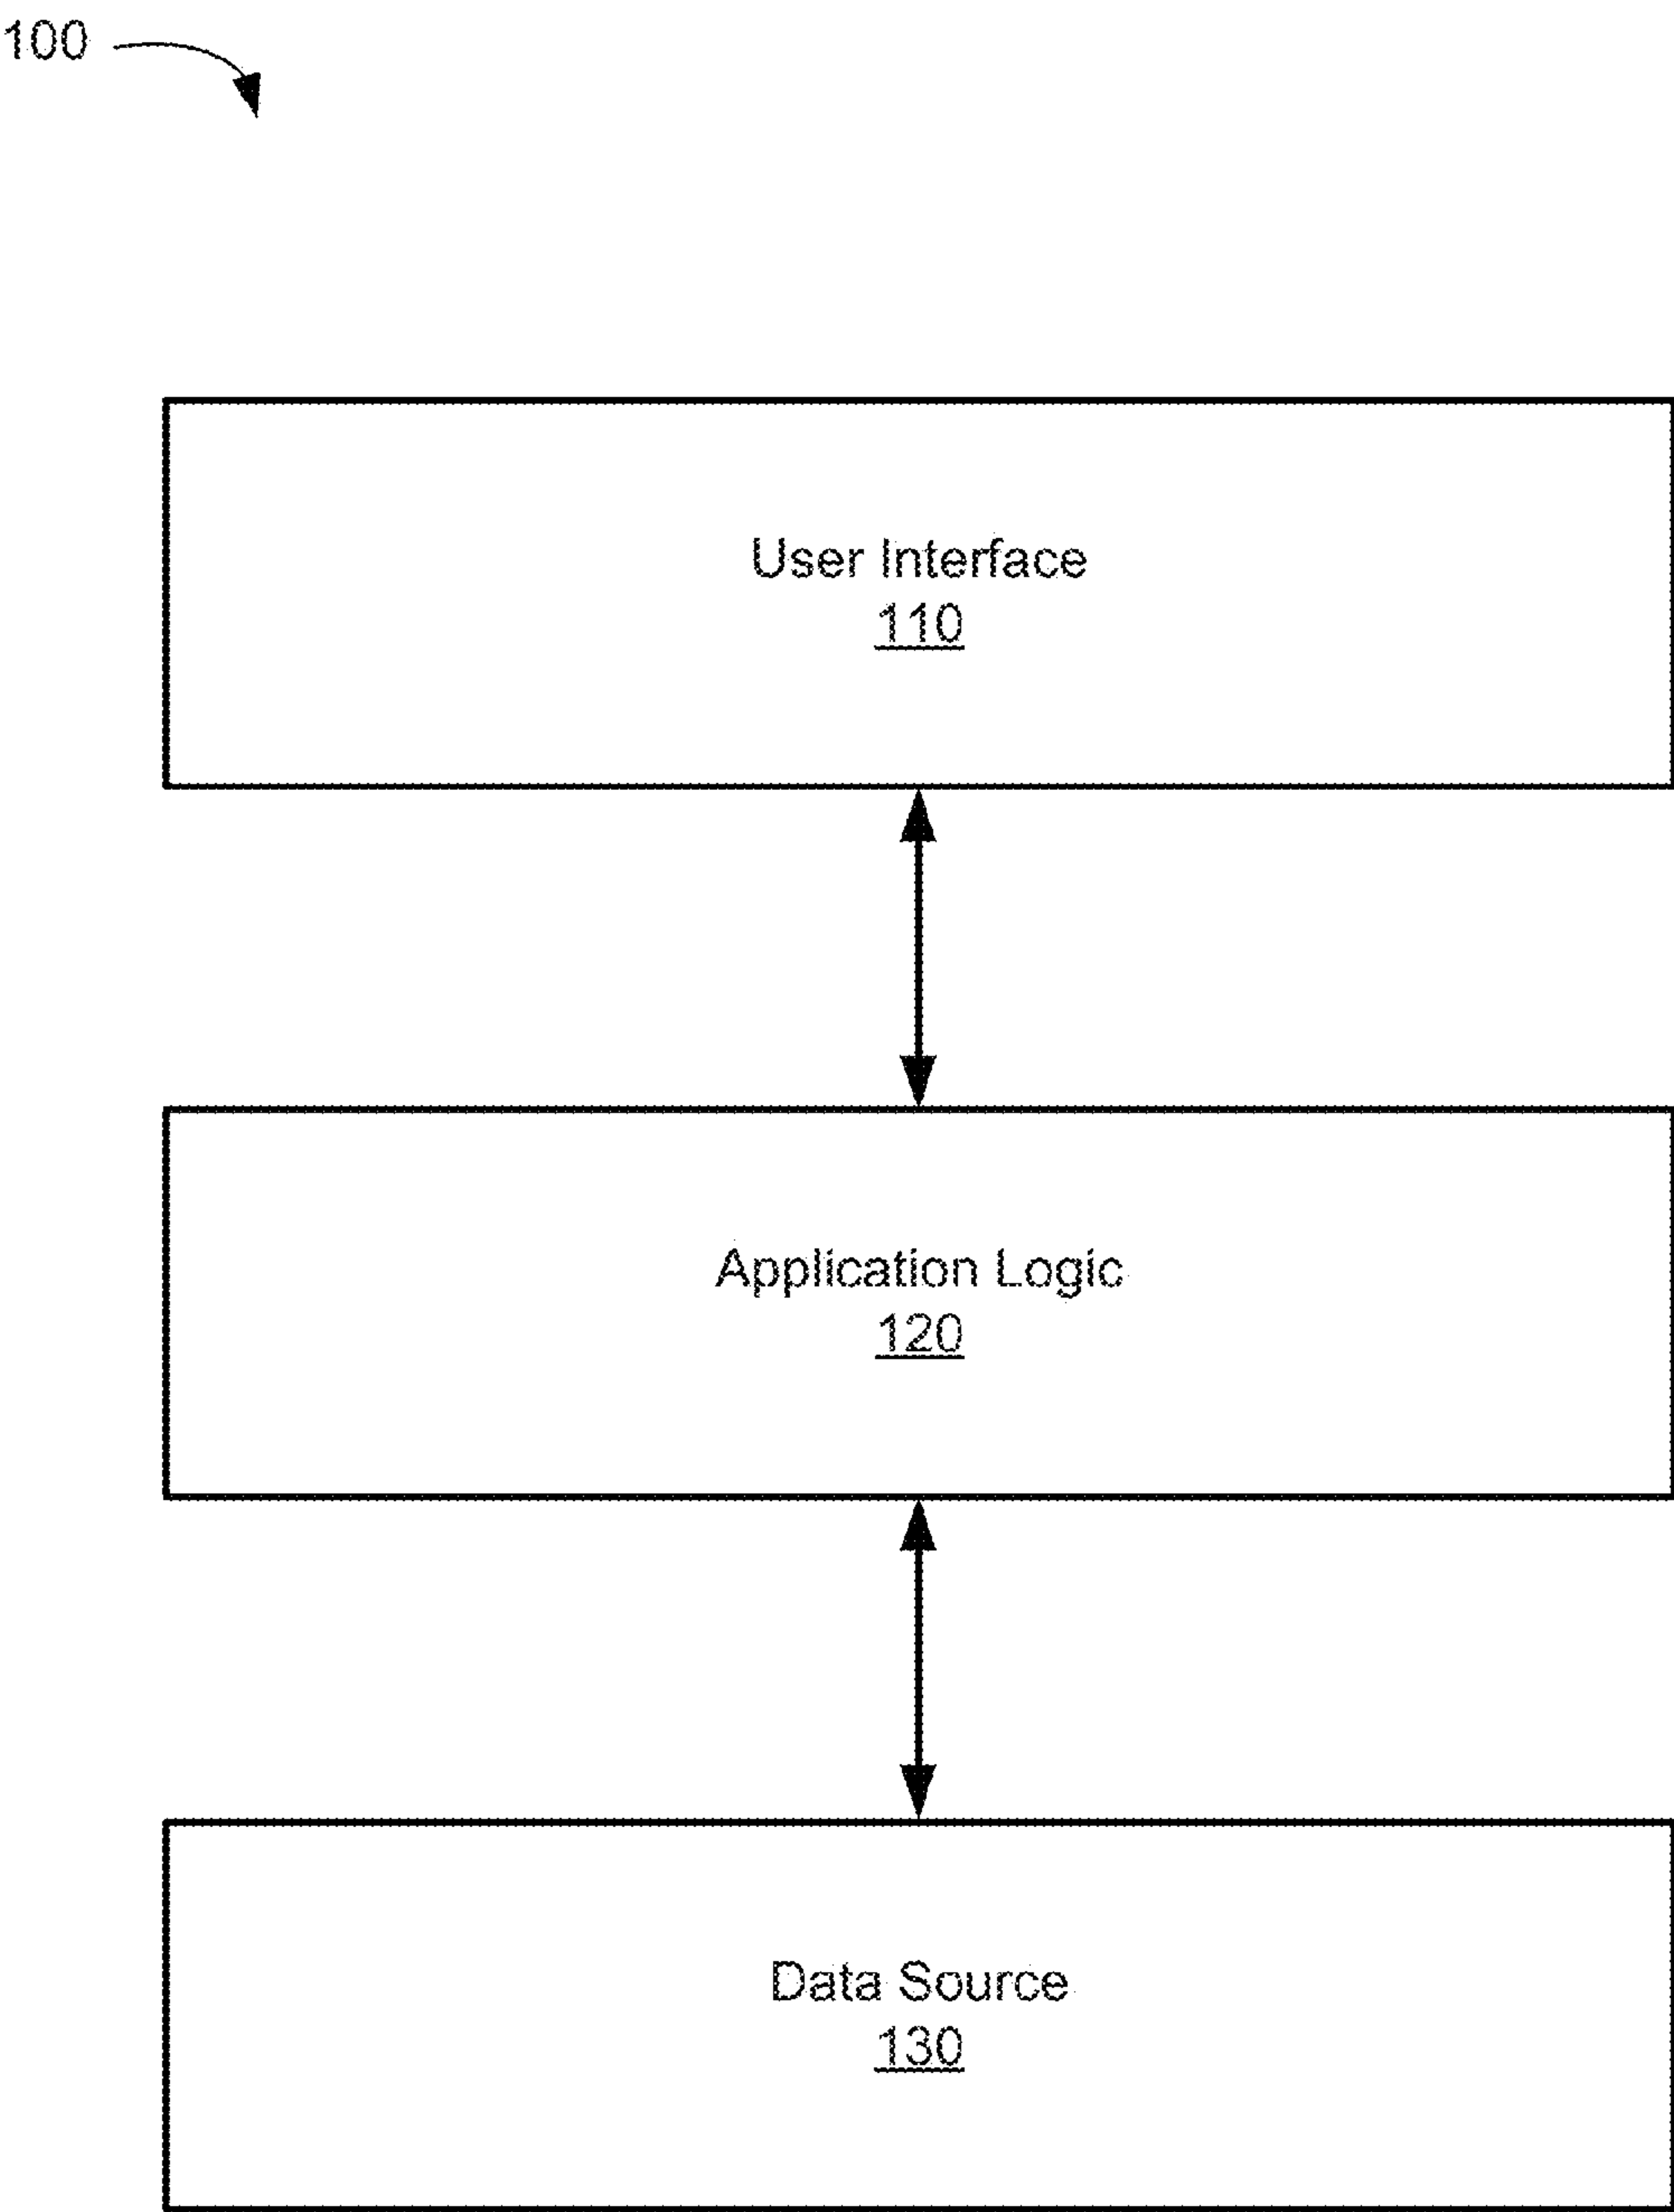 100
User Interface
110
Application Logic
120
Data Source
130